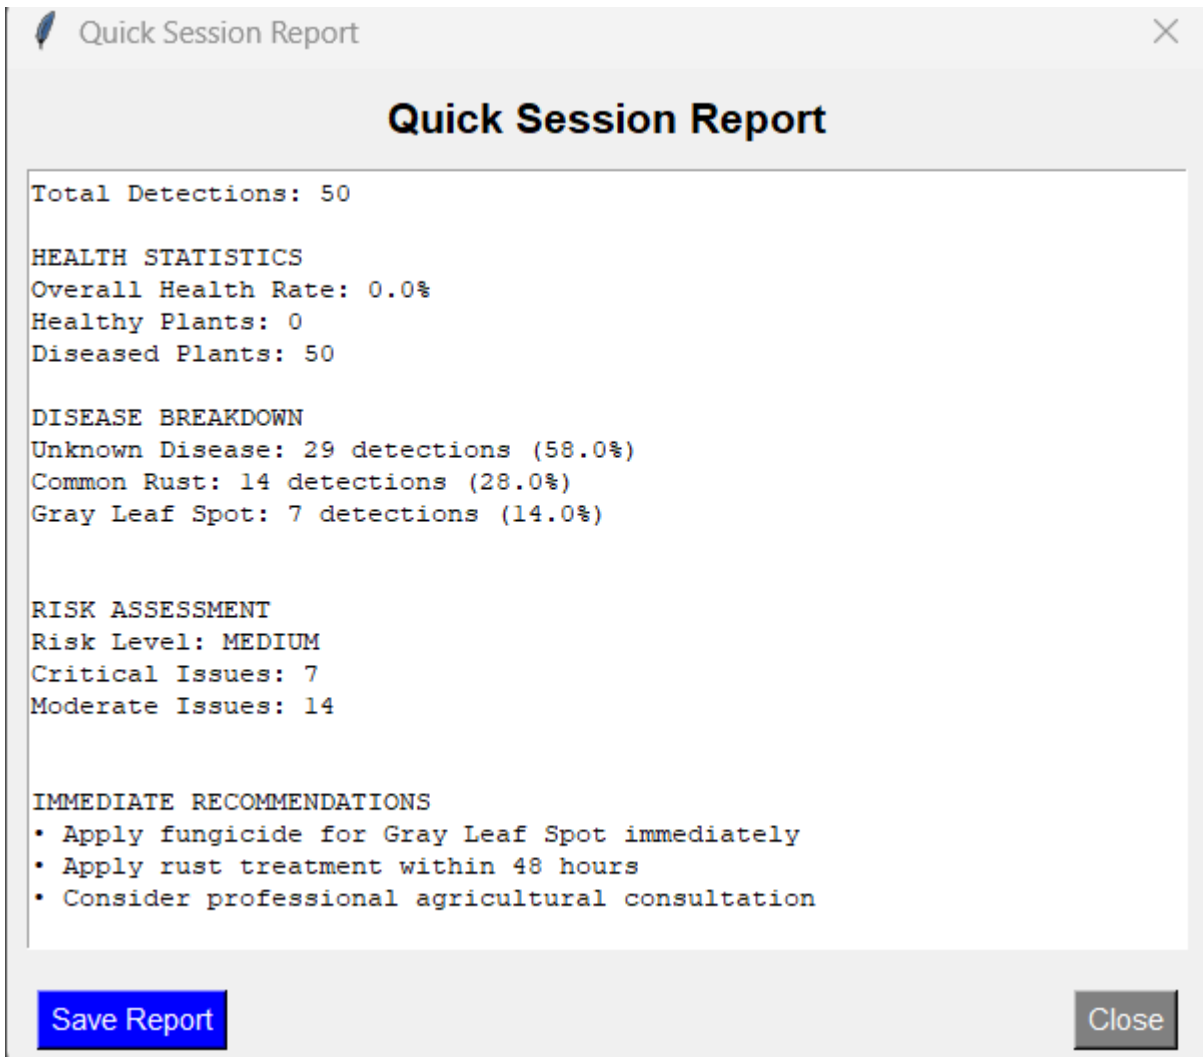 Quick Session Report
Quick Session Report
Total Detections: 50
HEALTH STATISTICS
Overall Health Rate: 0.0%
Healthy Plants: 0
Diseased Plants: 50
DISEASE BREAKDOWN
Unknown Disease: 29 detections (58.0%)
Common Rust: 14 detections (28.0%)
Gray Leaf Spot: 7 detections (14.0%)
RISK ASSESSMENT
Risk Level: MEDIUM
Critical Issues: 7
Moderate Issues: 14
IMMEDIATE RECOMMENDATIONS
• Apply fungicide for Gray Leaf Spot immediately
• Apply rust treatment within 48 hours
• Consider professional agricultural consultation
Save Report
Close